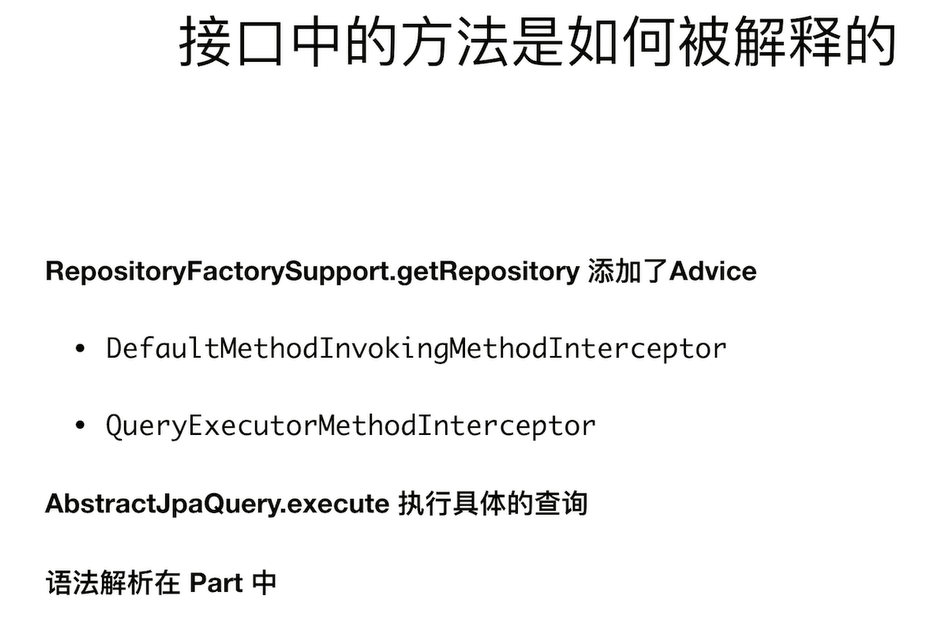 接口中的方法是如何被解释的
RepositoryFactorySupport.getRepository 添加了Advice
• DefaultMethodInvokingMethodInterceptor
• QueryExecutorMethodInterceptor
AbstractJpaQuery.execute 执行具体的查询
语法解析在 Part 中